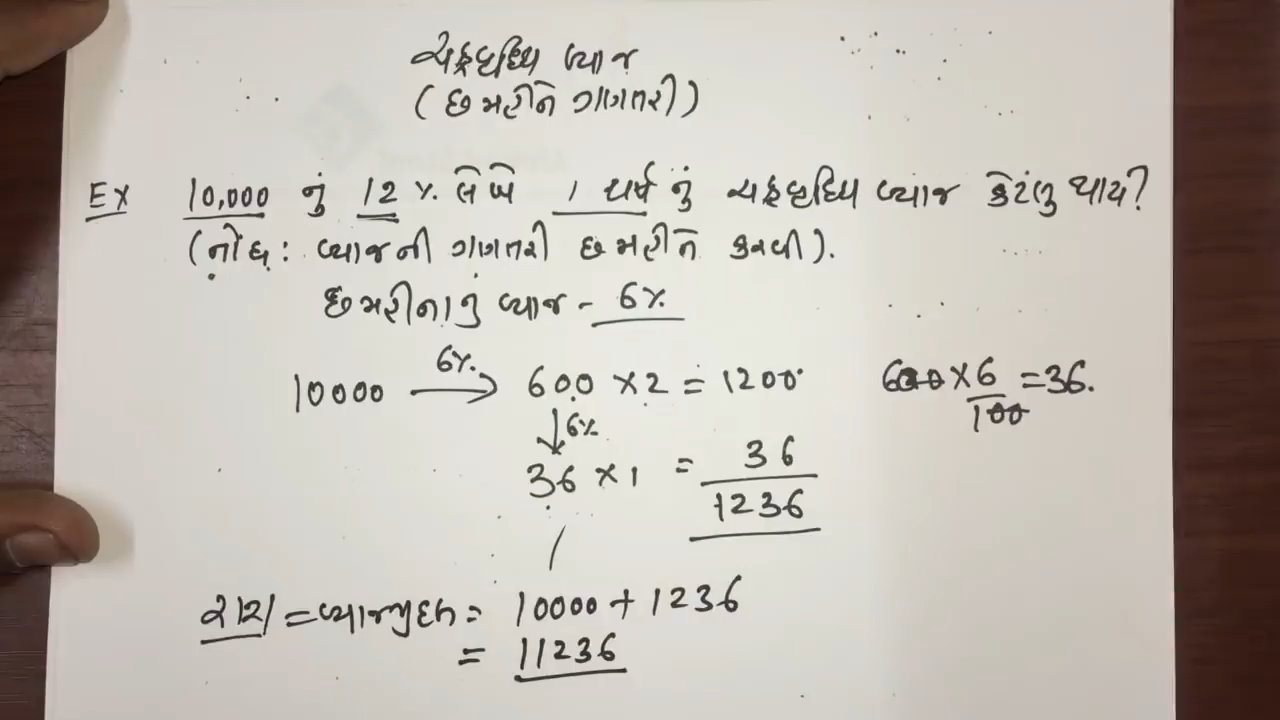 ચક્રવૃદ્ધિ વ્યાજ
(છ મહીને ગણતરી)
Ex 10,000 નું 12 % લેખે 1 વર્ષ નું ચક્રવૃદ્ધિ વ્યાજ કેટલું થાય?
(નોંધ: વ્યાજની ગણતરી છ મહીને કરવી).
છ મહીનાનું વ્યાજ - 6%
10000 —6%→ 600 × 2 = 1200
600 × 6 / 100 = 36.
↓6%
36 × 1 = 36
1236
રાશ = વ્યાજમુદ્દલ = 10000 + 1236
= 11236